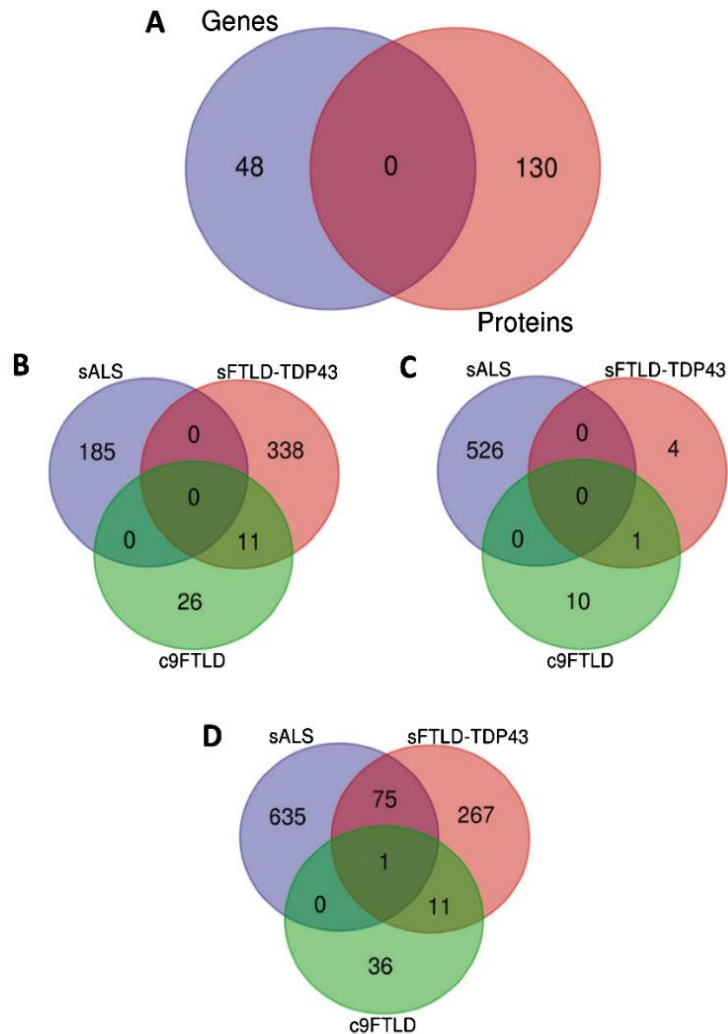 A
Genes
48 0 130
Proteins
B
sALS sFTLD-TDP43
185 0 338
0
0 11
26
c9FTLD
C
sALS sFTLD-TDP43
526 0 4
0
0 1
10
c9FTLD
D
sALS sFTLD-TDP43
635 75 267
1
0 11
36
c9FTLD